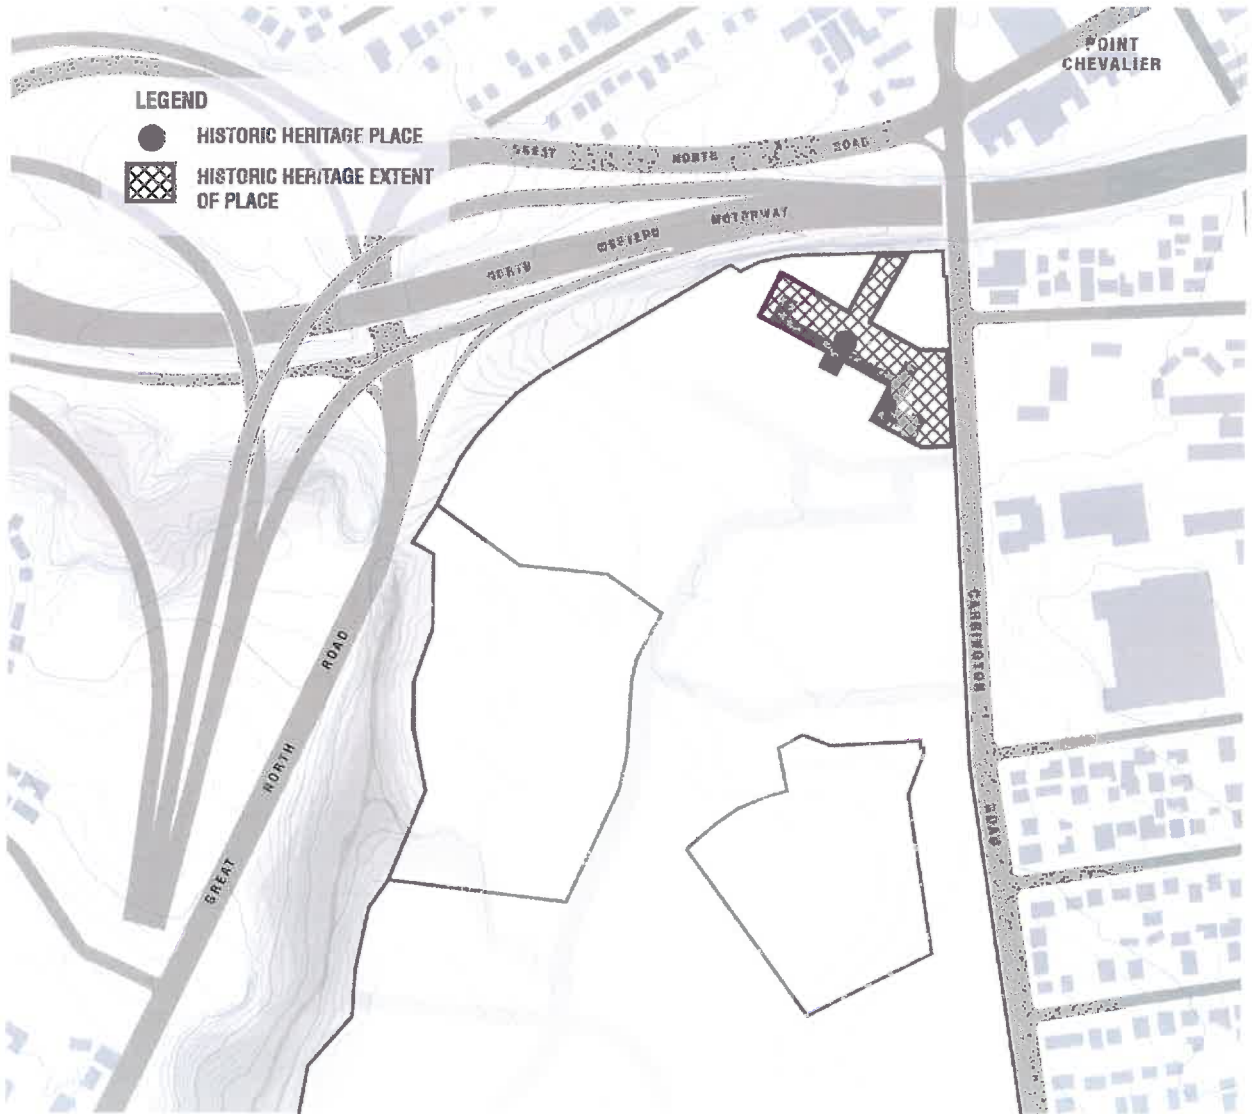 POINT
CHEVALIER
LEGEND
HISTORIC HERITAGE PLACE
HISTORIC HERITAGE EXTENT
OF PLACE
GREAT NORTH ROAD
NORTH WESTERN MOTORWAY
CARRINGTON ROAD
GREAT NORTH ROAD